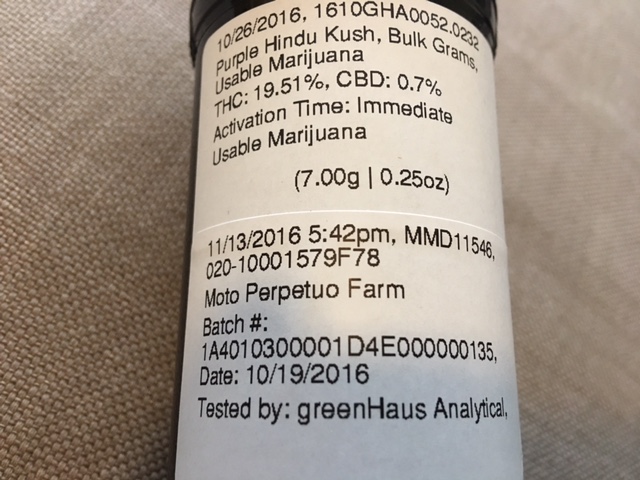 10/26/2016, 1610GHA0052.0232
Purple Hindu Kush, Bulk Grams,
Usable Marijuana
THC: 19.51%, CBD: 0.7%
Activation Time: Immediate
Usable Marijuana
(7.00g | 0.25oz)
11/13/2016 5:42pm, MMD11546,
020-10001579F78
Moto Perpetuo Farm
Batch #:
1A4010300001D4E000000135,
Date: 10/19/2016
Tested by: greenHaus Analytical,